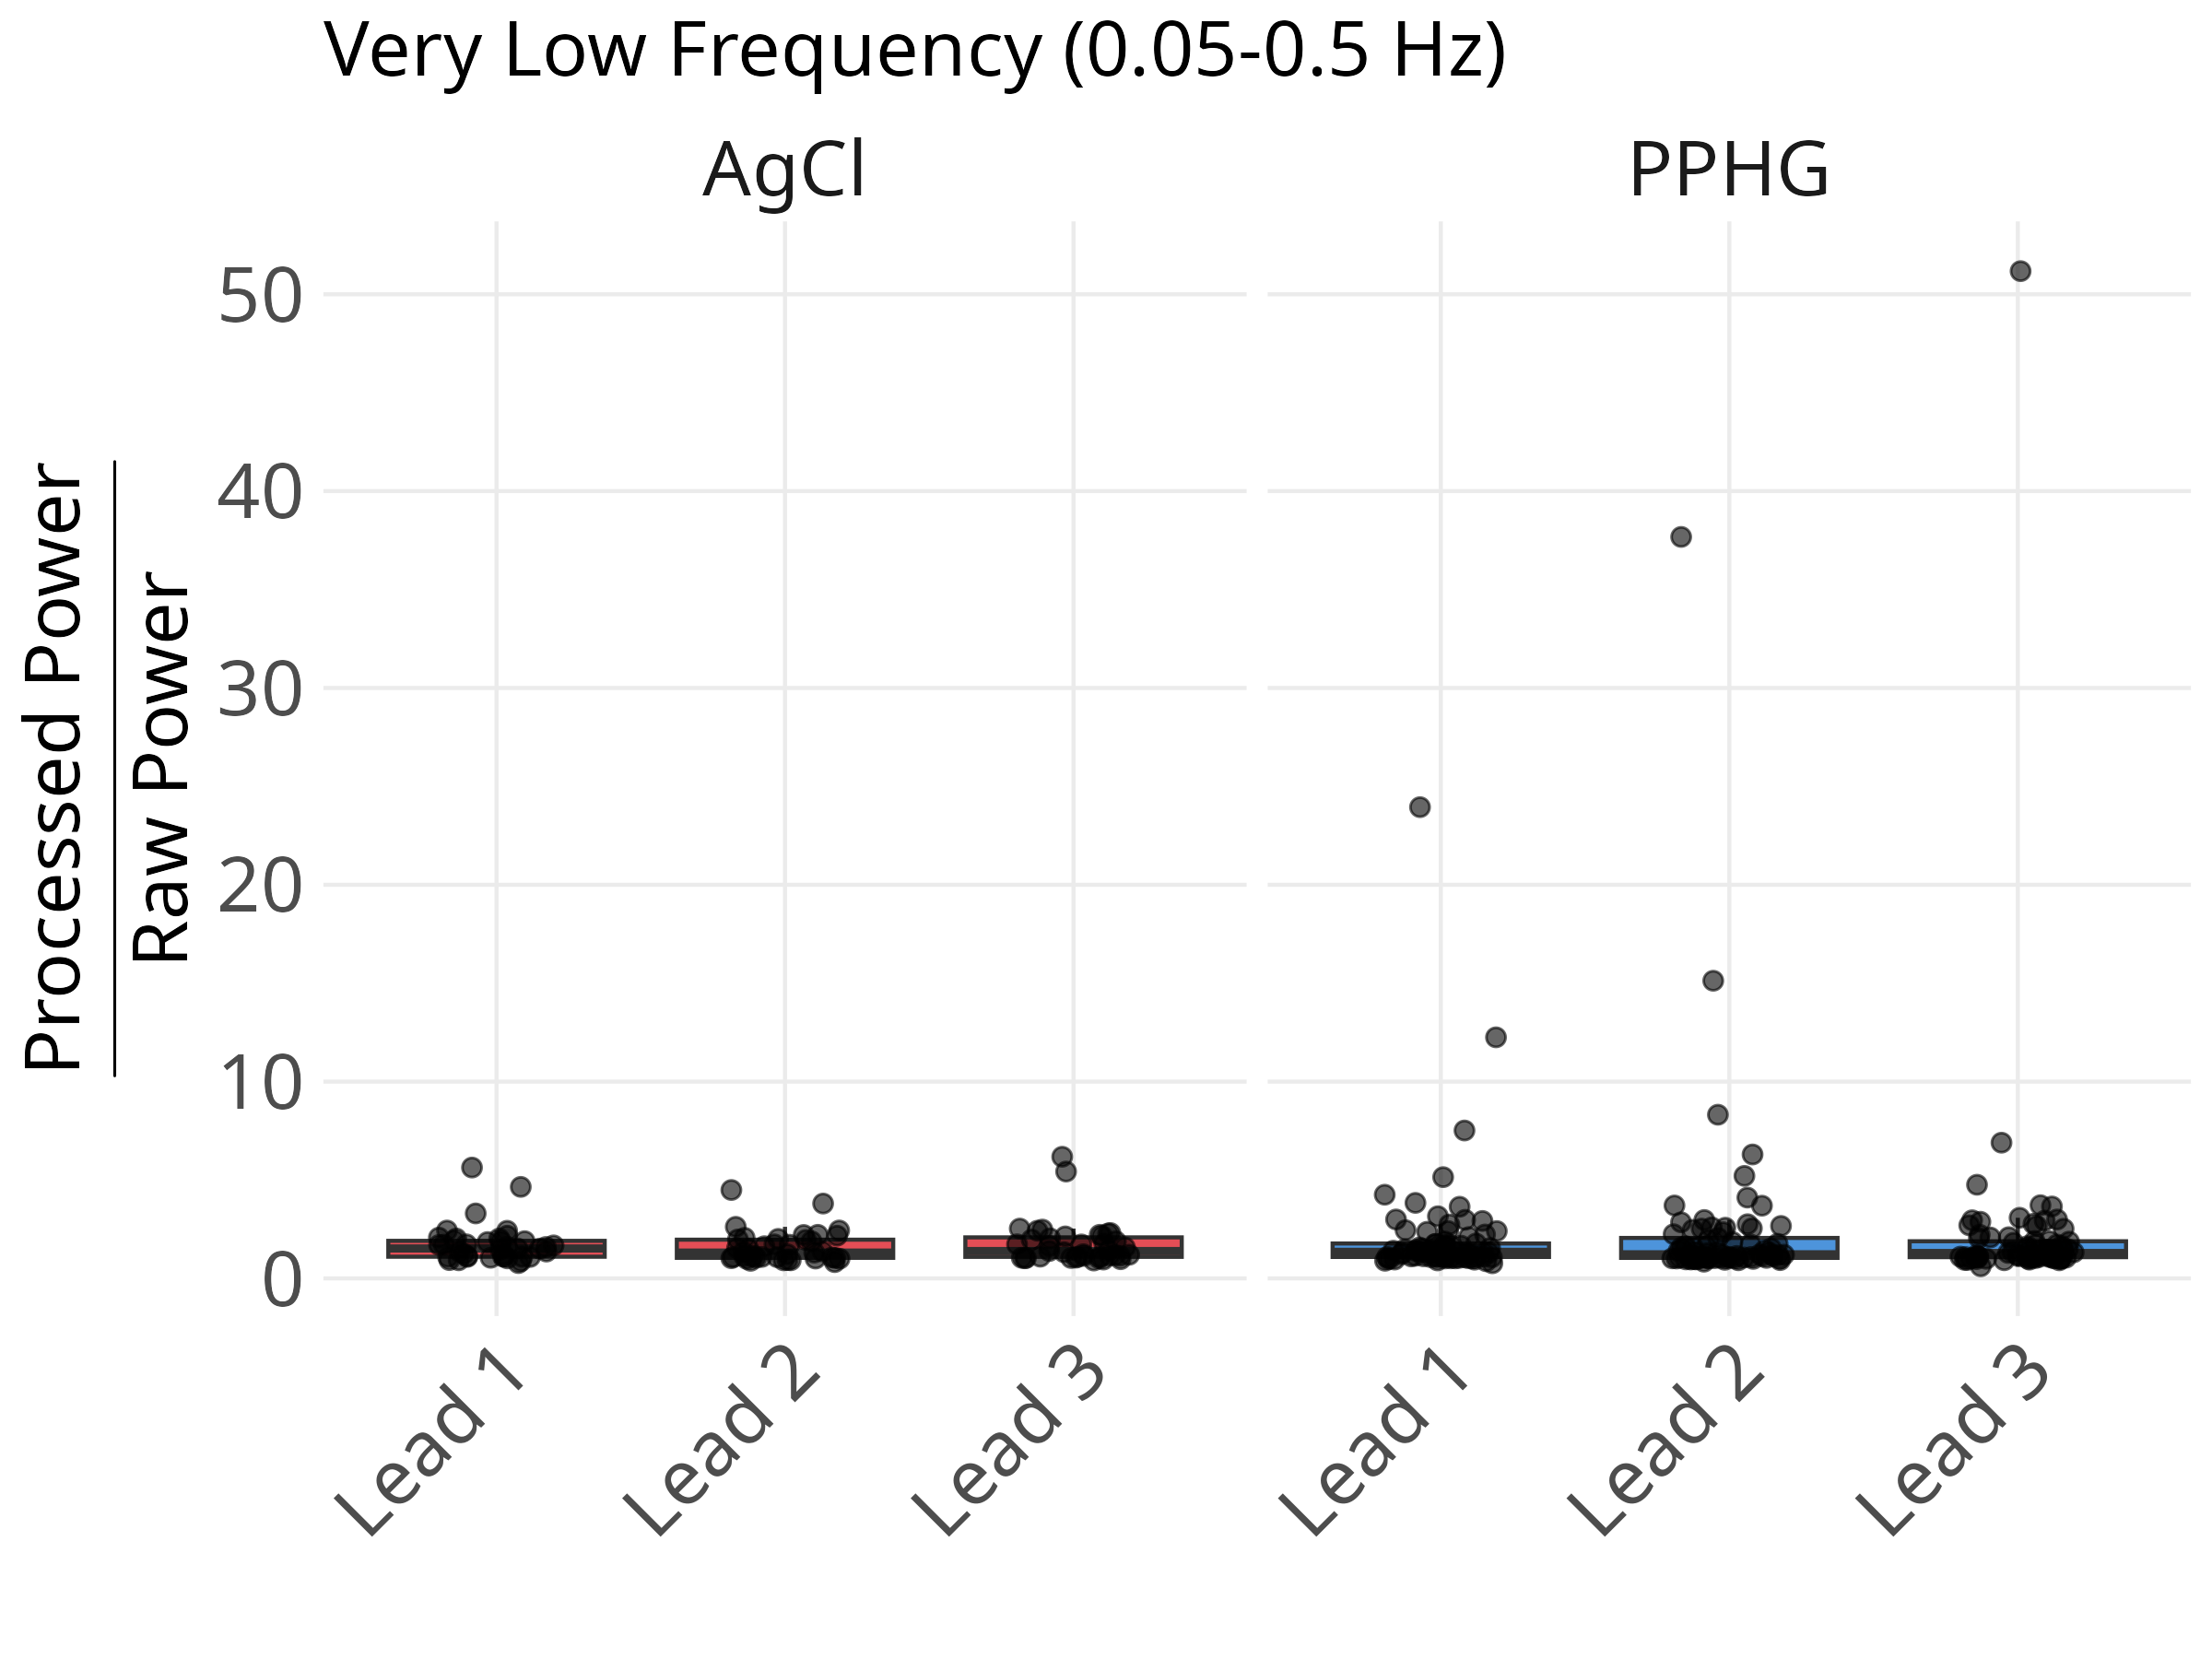 Very Low Frequency (0.05-0.5 Hz)
AgCl
PPHG
Processed Power
Raw Power
50
40
30
20
10
0
Lead 1
Lead 2
Lead 3
Lead 1
Lead 2
Lead 3